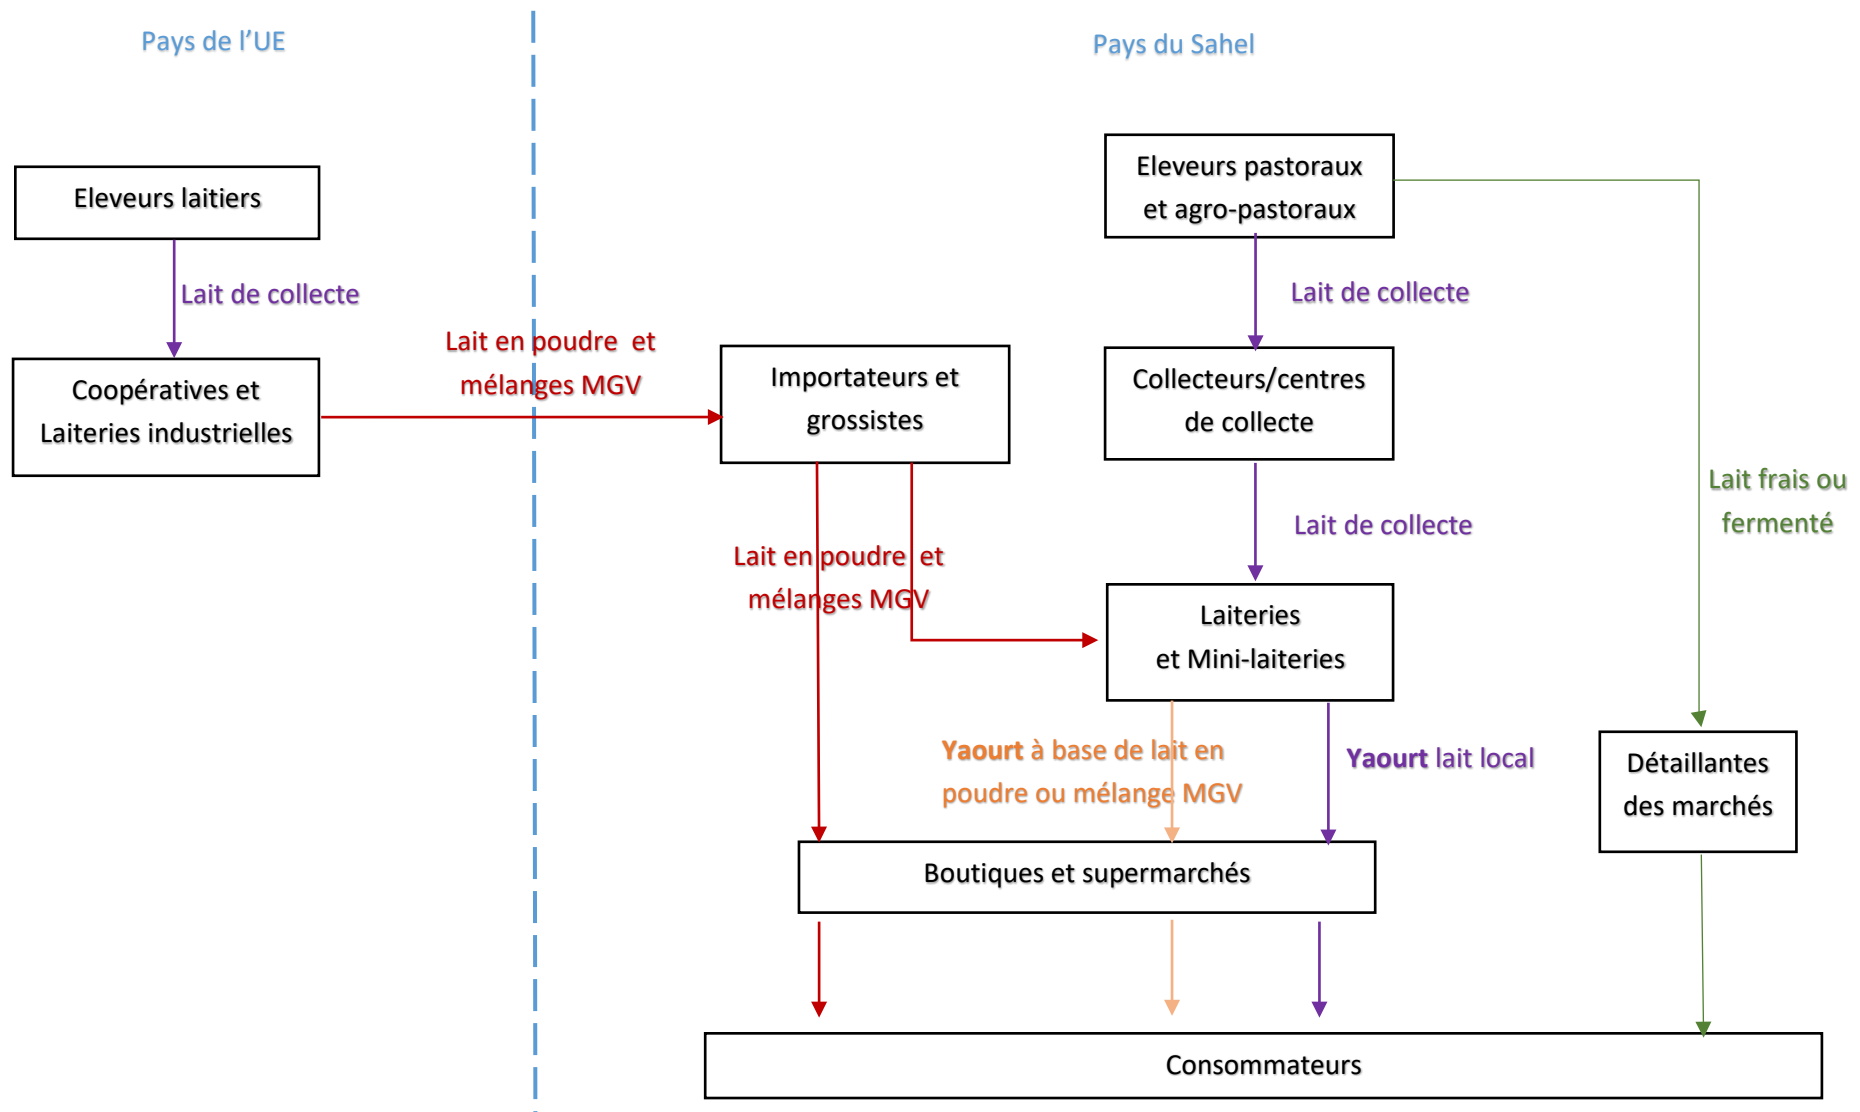 Pays de l’UE
Pays du Sahel
Eleveurs laitiers
Lait de collecte
Coopératives et
Laiteries industrielles
Lait en poudre et
mélanges MGV
Importateurs et
grossistes
Lait en poudre et
mélanges MGV
Eleveurs pastoraux
et agro-pastoraux
Lait de collecte
Collecteurs/centres
de collecte
Lait de collecte
Laiteries
et Mini-laiteries
Lait frais ou
fermenté
Yaourt à base de lait en
poudre ou mélange MGV
Yaourt lait local
Détaillantes
des marchés
Boutiques et supermarchés
Consommateurs